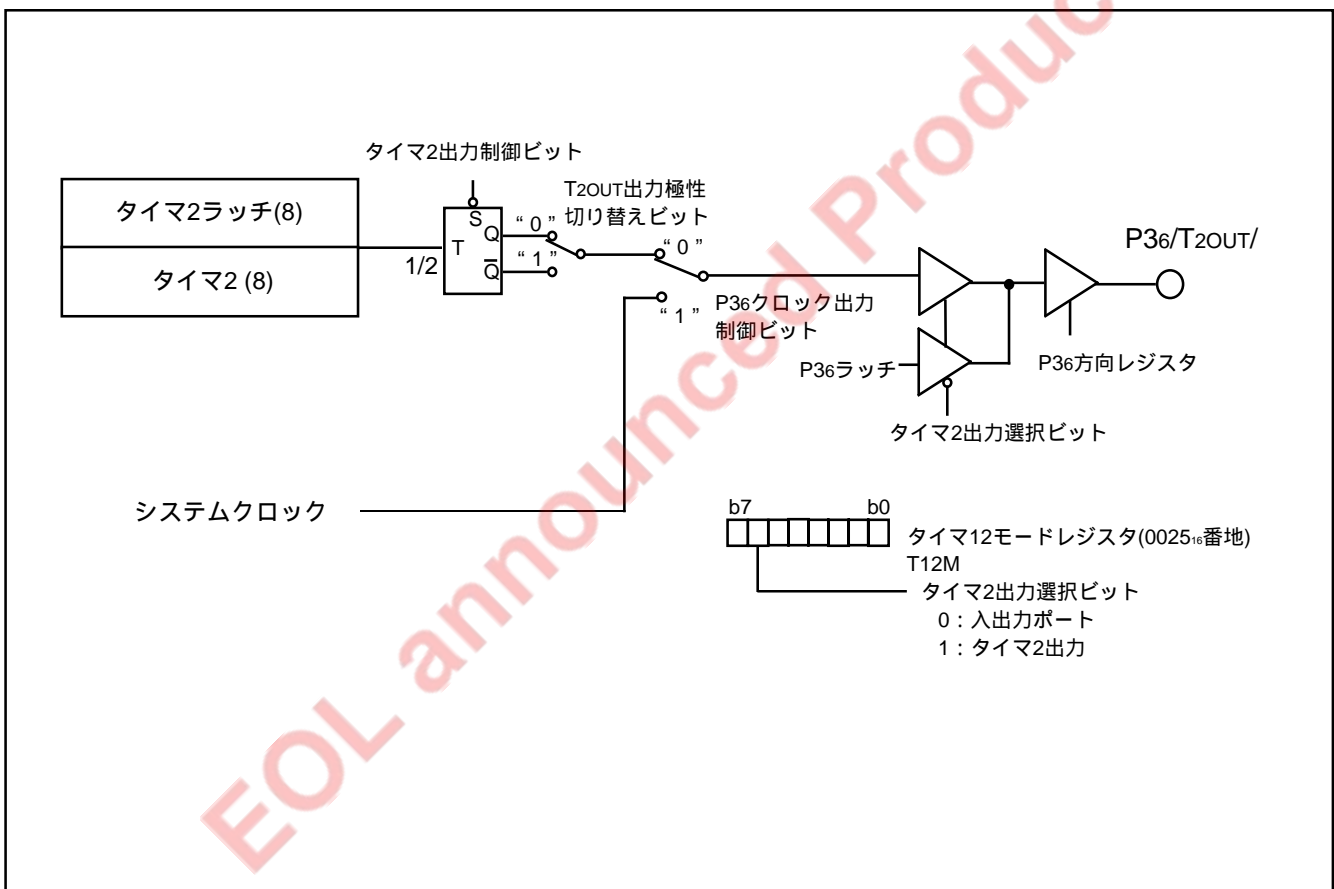 タイマ2出力制御ビット
T2OUT出力極性
切り替えビット
タイマ2ラッチ(8)
タイマ2 (8)
1/2
T
S
Q
Q̅
“ 0 ”
“ 1 ”
“ 0 ”
“ 1 ”
P36クロック出力
制御ビット
P36/T2OUT/
P36ラッチ
P36方向レジスタ
タイマ2出力選択ビット
システムクロック
b7 b0
タイマ12モードレジスタ(002516番地)
T12M
タイマ2出力選択ビット
0：入出力ポート
1：タイマ2出力
EOL announced Produc